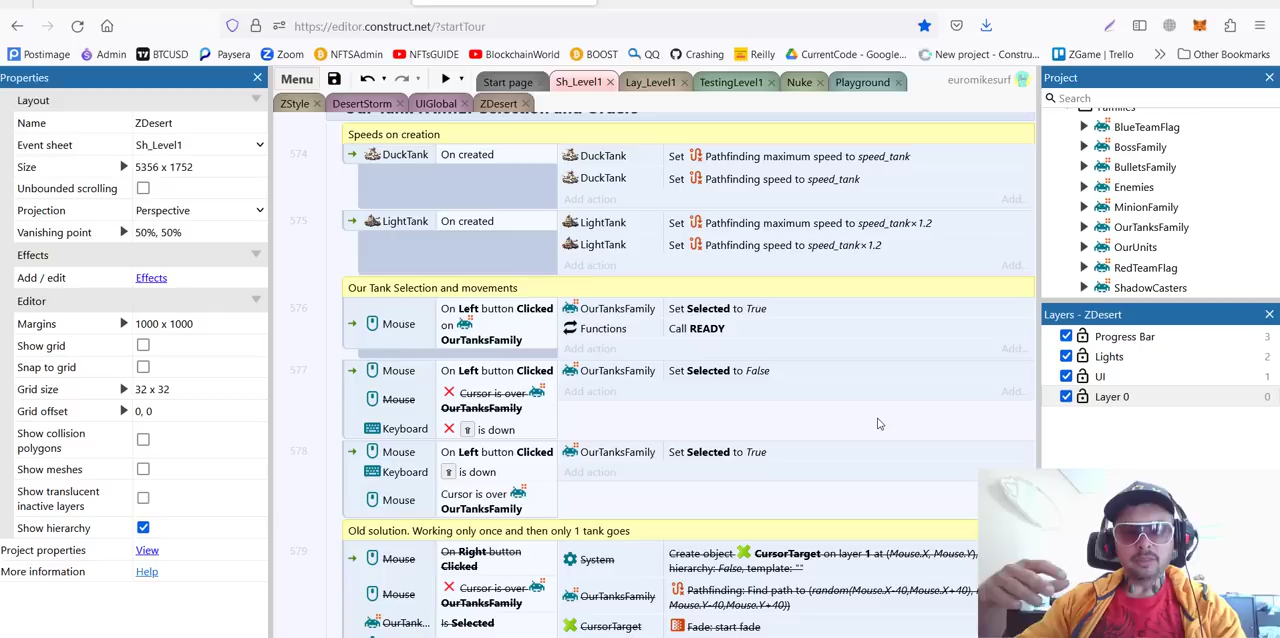 https://editor.construct.net/?startTour
Postimage
Admin
BTCUSD
Paysera
Zoom
NFTSAdmin
NFTsGUIDE
BlockchainWorld
BOOST
QQ
Crashing
Reilly
CurrentCode - Google...
New project - Constru...
ZGame | Trello
Other Bookmarks
Properties
Menu
Start page
Sh_Level1
Lay_Level1
TestingLevel1
Nuke
Playground
euromikesurf
Project
ZStyle
DesertStorm
UIGlobal
ZDesert
Search
Layout
Name
ZDesert
Event sheet
Sh_Level1
Size
5356 x 1752
Unbounded scrolling
Projection
Perspective
Vanishing point
50%, 50%
Effects
Add / edit
Effects
Editor
Margins
1000 x 1000
Show grid
Snap to grid
Grid size
32 x 32
Grid offset
0, 0
Show collision
polygons
Show meshes
Show translucent
inactive layers
Show hierarchy
Project properties
View
More information
Help
Speeds on creation
574
DuckTank
On created
DuckTank
Set Pathfinding maximum speed to speed_tank
DuckTank
Set Pathfinding speed to speed_tank
Add action
Add...
575
LightTank
On created
LightTank
Set Pathfinding maximum speed to speed_tank×1.2
LightTank
Set Pathfinding speed to speed_tank×1.2
Add action
Add...
Our Tank Selection and movements
576
Mouse
On Left button Clicked
on
OurTanksFamily
OurTanksFamily
Set Selected to True
Functions
Call READY
Add action
Add...
577
Mouse
On Left button Clicked
OurTanksFamily
Set Selected to False
Mouse
Cursor is over
OurTanksFamily
Add action
Add...
Keyboard
is down
578
Mouse
On Left button Clicked
OurTanksFamily
Set Selected to True
Keyboard
is down
Add action
Mouse
Cursor is over
OurTanksFamily
Old solution. Working only once and then only 1 tank goes
579
Mouse
On Right button
Clicked
System
Create object CursorTarget on layer 1 at (Mouse.X, Mouse.Y),
hierarchy: False, template: ""
Mouse
Cursor is over
OurTanksFamily
OurTanksFamily
Pathfinding: Find path to (random(Mouse.X-40,Mouse.X+40),
Mouse.Y-40,Mouse.Y+40))
OurTank...
Is Selected
CursorTarget
Fade: start fade
Families
BlueTeamFlag
BossFamily
BulletsFamily
Enemies
MinionFamily
OurTanksFamily
OurUnits
RedTeamFlag
ShadowCasters
Layers - ZDesert
Progress Bar
3
Lights
2
UI
1
Layer 0
0